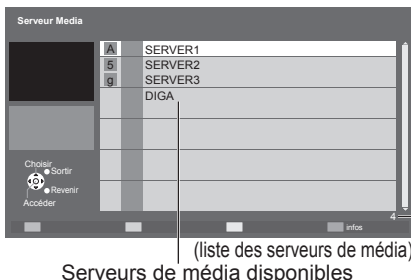 Serveur Media
A SERVER1
5 SERVER2
g SERVER3
DIGA
Choisir
Sortir
Revenir
Accéder
4
infos
(liste des serveurs de média)
Serveurs de média disponibles